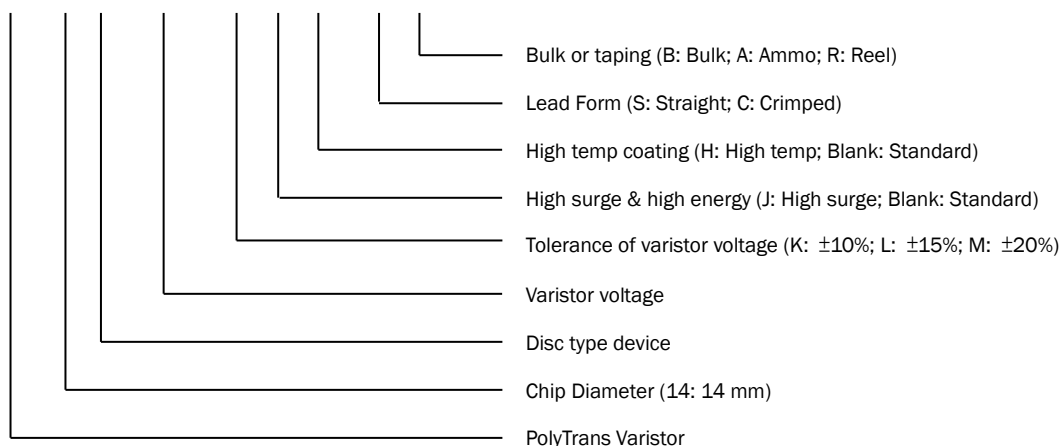 Bulk or taping (B: Bulk; A: Ammo; R: Reel)
Lead Form (S: Straight; C: Crimped)
High temp coating (H: High temp; Blank: Standard)
High surge & high energy (J: High surge; Blank: Standard)
Tolerance of varistor voltage (K: ±10%; L: ±15%; M: ±20%)
Varistor voltage
Disc type device
Chip Diameter (14: 14 mm)
PolyTrans Varistor